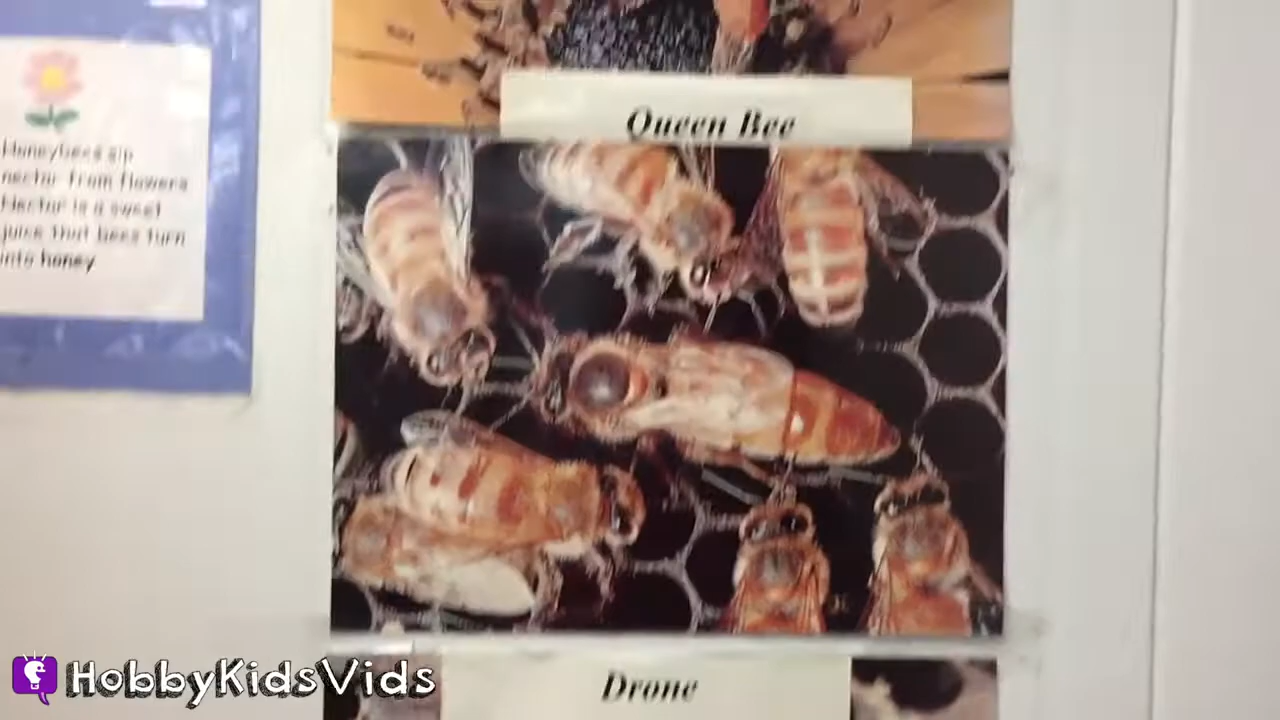 Queen Bee
Honeybees sip
nectar from flowers
Nectar is a sweet
juice that bees turn
into honey
Drone
HobbyKidsVids